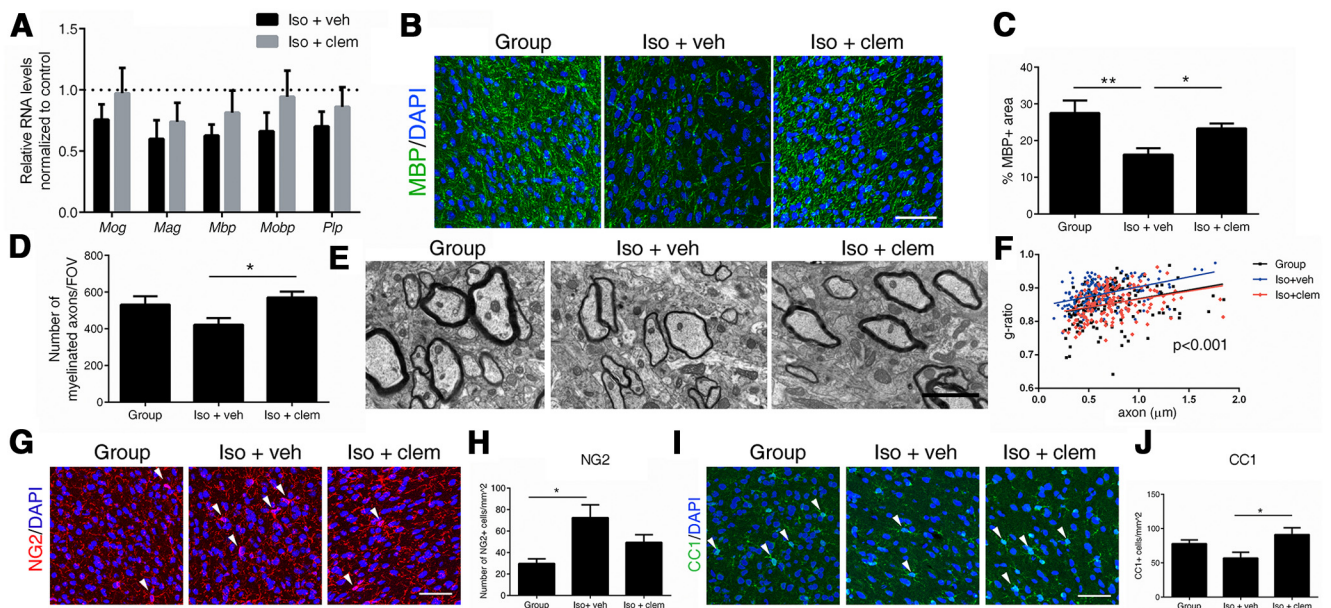 A
Iso + veh
Iso + clem
Relative RNA levels
normalized to control
1.5
1.0
0.5
0.0
Mog Mag Mbp Mobp Plp
B
Group Iso + veh Iso + clem
MBP/DAPI
C
% MBP+ area
40
30
20
10
0
** *
Group Iso + veh Iso + clem
D
Number of
myelinated axons/FOV
800
600
400
200
0
*
Group Iso + veh Iso + clem
E
Group Iso + veh Iso + clem
F
g-ratio
1.0
0.9
0.8
0.7
0.6
Group
Iso+veh
Iso+clem
p<0.001
0.0 0.5 1.0 1.5 2.0
axon (μm)
G
Group Iso + veh Iso + clem
NG2/DAPI
H
NG2
Number of NG2+ cells/mm^2
100
80
60
40
20
0
*
Group Iso+ veh Iso + clem
I
Group Iso + veh Iso + clem
CC1/DAPI
J
CC1
CC1+ cells/mm^2
150
100
50
0
*
Group Iso + veh Iso + clem